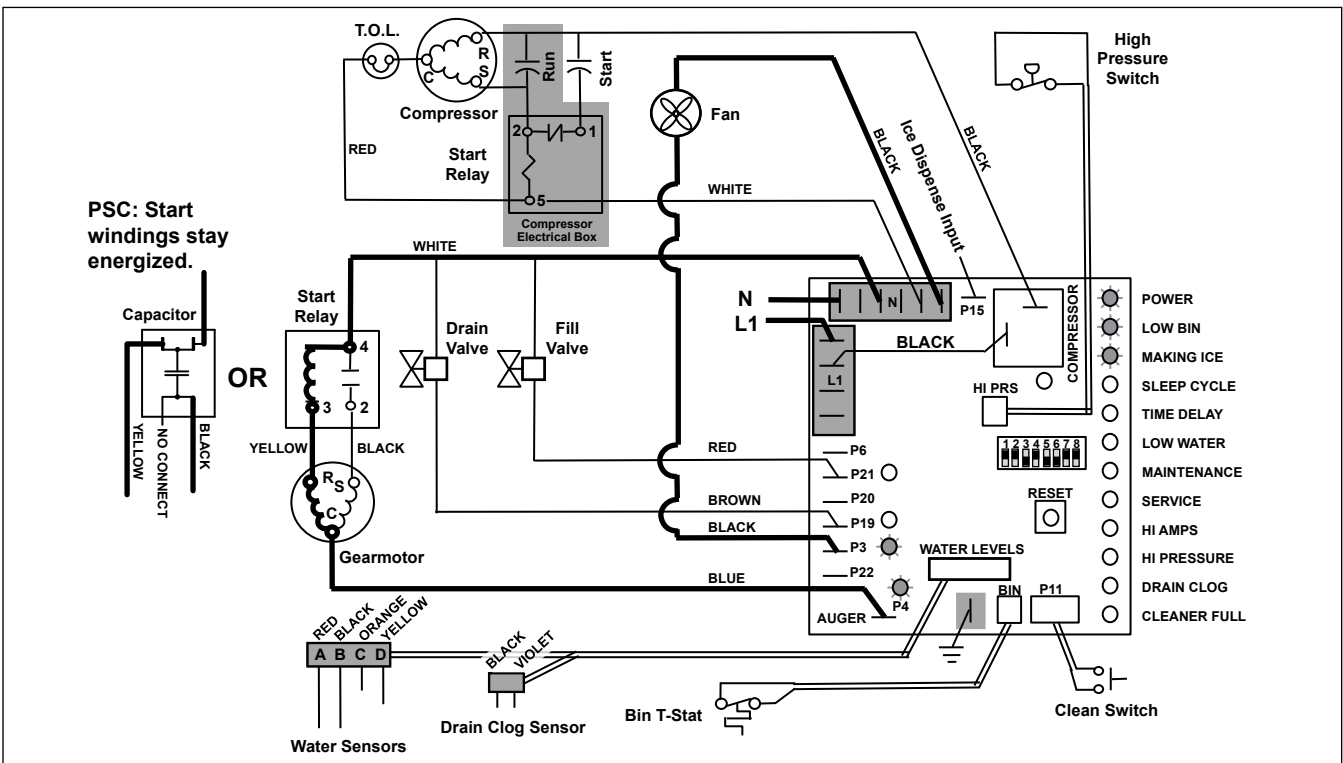 T.O.L.
R
S
C
Compressor
Run
Start
2
1
5
Start
Relay
Compressor
Electrical Box
RED
WHITE
Fan
BLACK
Ice Dispense Input
BLACK
High
Pressure
Switch
PSC: Start
windings stay
energized.
Capacitor
YELLOW
NO CONNECT
BLACK
OR
Start
Relay
4
3
2
YELLOW
BLACK
R
S
C
Gearmotor
WHITE
Drain
Valve
Fill
Valve
N
L1
N
P15
L1
BLACK
COMPRESSOR
HI PRS
1 2 3 4 5 6 7 8
RESET
RED
BROWN
BLACK
BLUE
P6
P21
P20
P19
P3
P22
P4
AUGER
WATER LEVELS
BIN
P11
POWER
LOW BIN
MAKING ICE
SLEEP CYCLE
TIME DELAY
LOW WATER
MAINTENANCE
SERVICE
HI AMPS
HI PRESSURE
DRAIN CLOG
CLEANER FULL
RED
BLACK
ORANGE
YELLOW
A B C D
Water Sensors
BLACK
VIOLET
Drain Clog Sensor
Bin T-Stat
Clean Switch